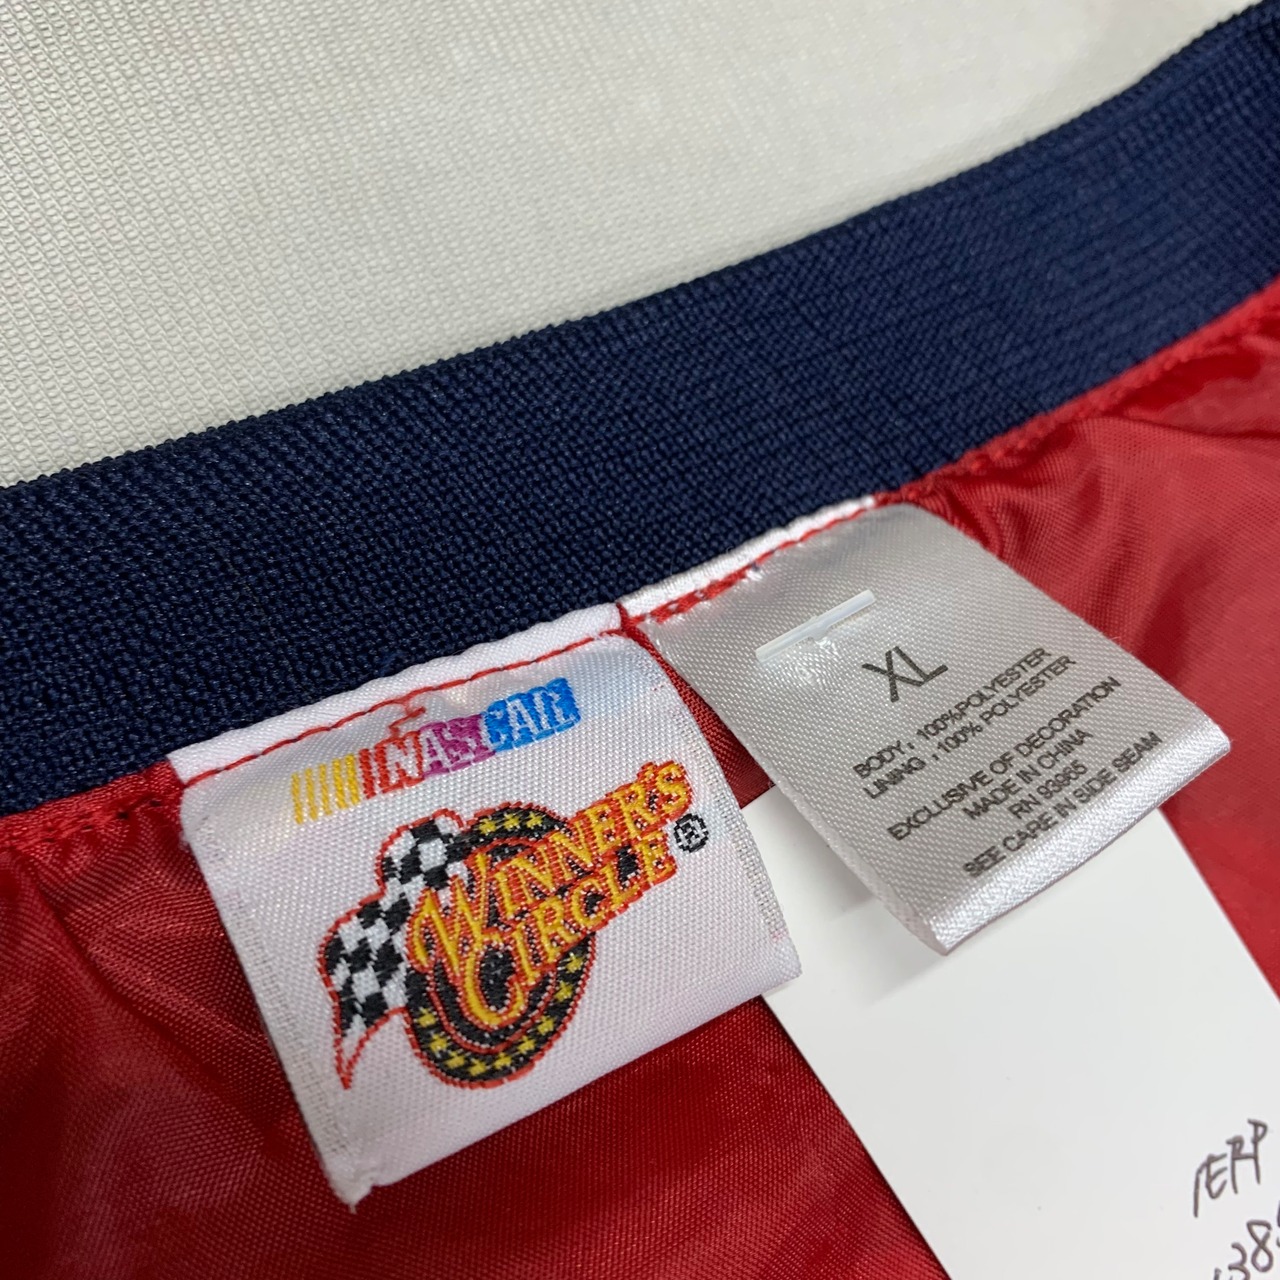 NASCAR
WINNER'S
CIRCLE®
XL
BODY, 100%POLYESTER
LINING ,100% POLYESTER
EXCLUSIVE OF DECORATION
MADE IN CHINA
RN 93965
SEE CARE IN SIDE SEAM